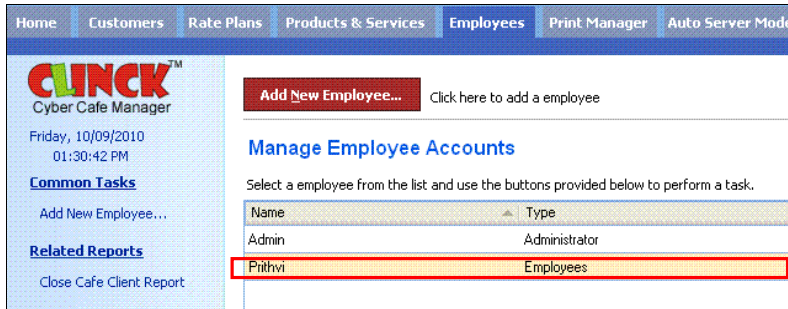 Home Customers Rate Plans Products & Services Employees Print Manager Auto Server Mode
CLINCK TM
Cyber Cafe Manager
Friday, 10/09/2010
01:30:42 PM
Common Tasks
Add New Employee...
Related Reports
Close Cafe Client Report
Add New Employee... Click here to add a employee
Manage Employee Accounts
Select a employee from the list and use the buttons provided below to perform a task.
Name Type
Admin Administrator
Prithvi Employees